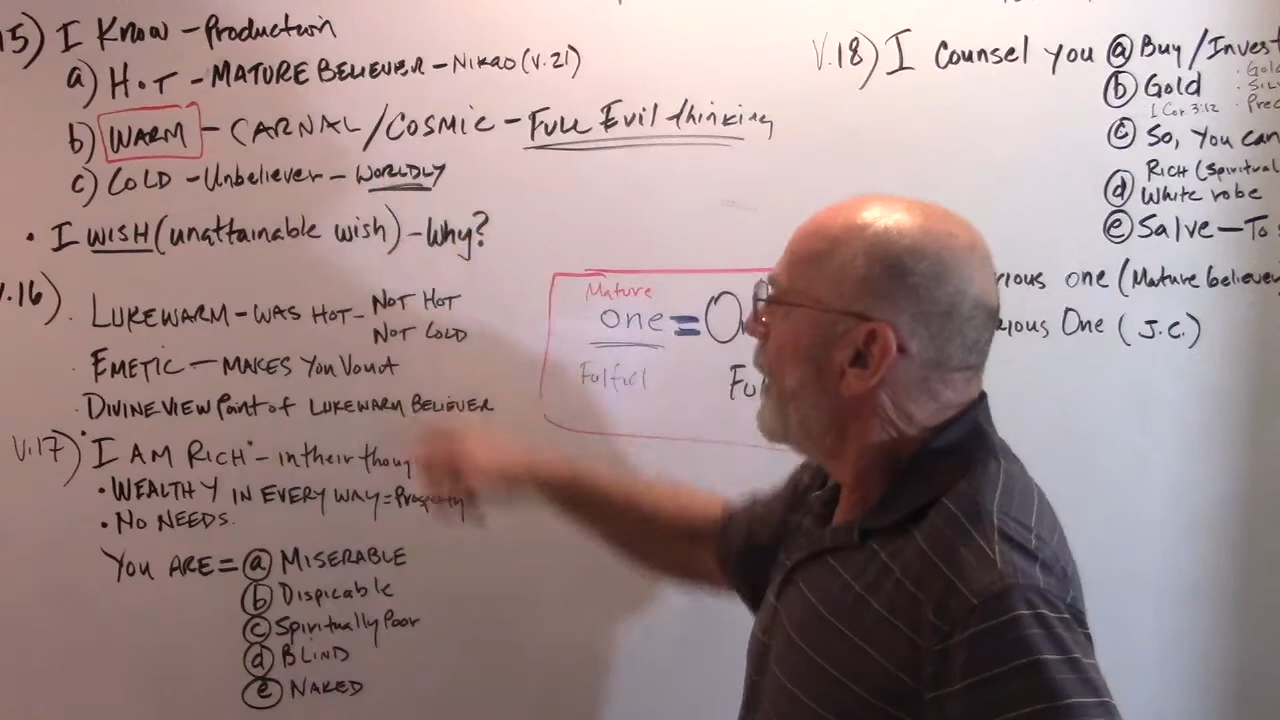 15) I Know - Production
a) HOT - MATURE BELIEVER - Nikao (v.21)
b) WARM - CARNAL/COSMIC - Full Evil thinking
c) COLD - Unbeliever - WORLDLY
• I WISH (unattainable wish) - Why?
v.16)
• LUKEWARM - WAS HOT - NOT HOT
NOT COLD
• EMETIC - MAKES YOU Vomit
• DIVINE VIEW Point of LUKEWARM BELIEVER
V.17) "I AM RICH" - in their thoug
• WEALTHY IN EVERY WAY = Prosperity
• NO NEEDS.
YOU ARE = a MISERABLE
b Dispicable
c Spiritually Poor
d BLIND
e NAKED
Mature
one =
Fulfill
Fu
V.18) I Counsel you a Buy/Invest
b Gold
I Cor 3:12
• Gold
• Prec
c So, You can
RICH (Spiritual
d White robe
e Salve - To
rious one (Mature believer
ious One (J.C.)